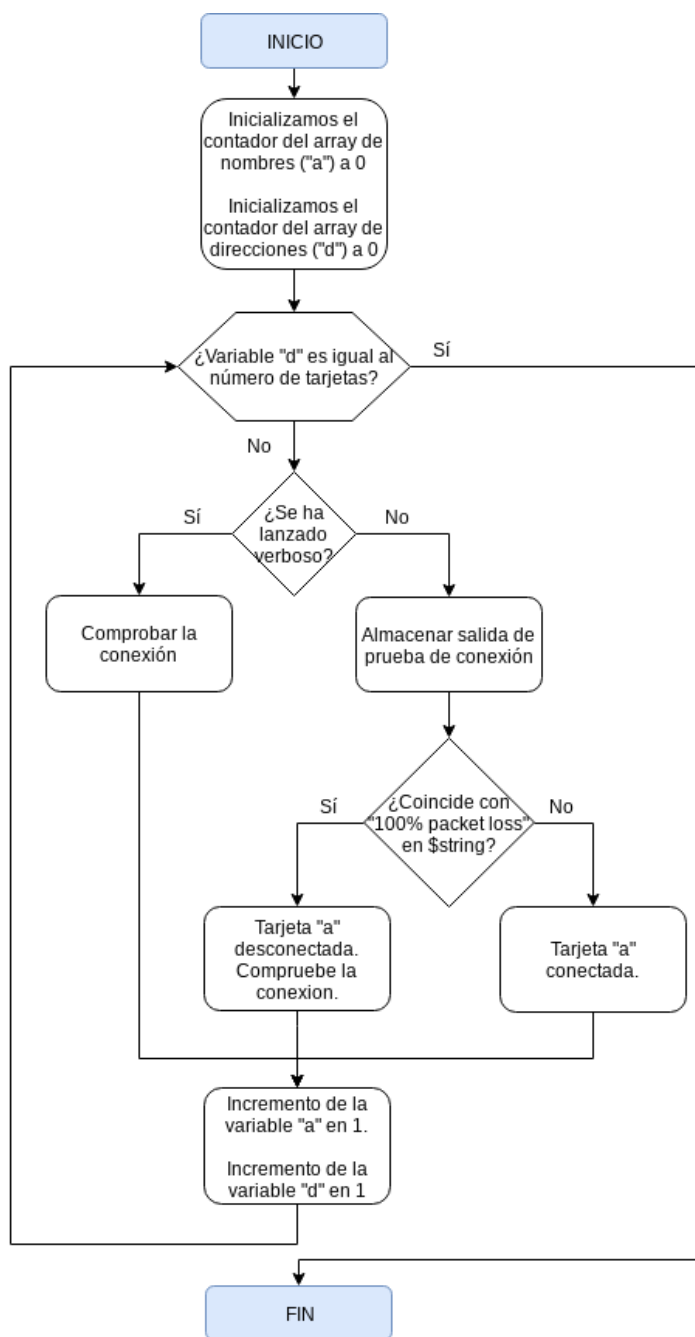 INICIO
Inicializamos el
contador del array de
nombres ("a") a 0
Inicializamos el
contador del array de
direcciones ("d") a 0
¿Variable "d" es igual al
número de tarjetas?
Sí
No
¿Se ha
lanzado
verboso?
Sí
No
Comprobar la
conexión
Almacenar salida de
prueba de conexión
¿Coincide con
"100% packet loss"
en $string?
Sí
No
Tarjeta "a"
desconectada.
Compruebe la
conexion.
Tarjeta "a"
conectada.
Incremento de la
variable "a" en 1.
Incremento de la
variable "d" en 1
FIN